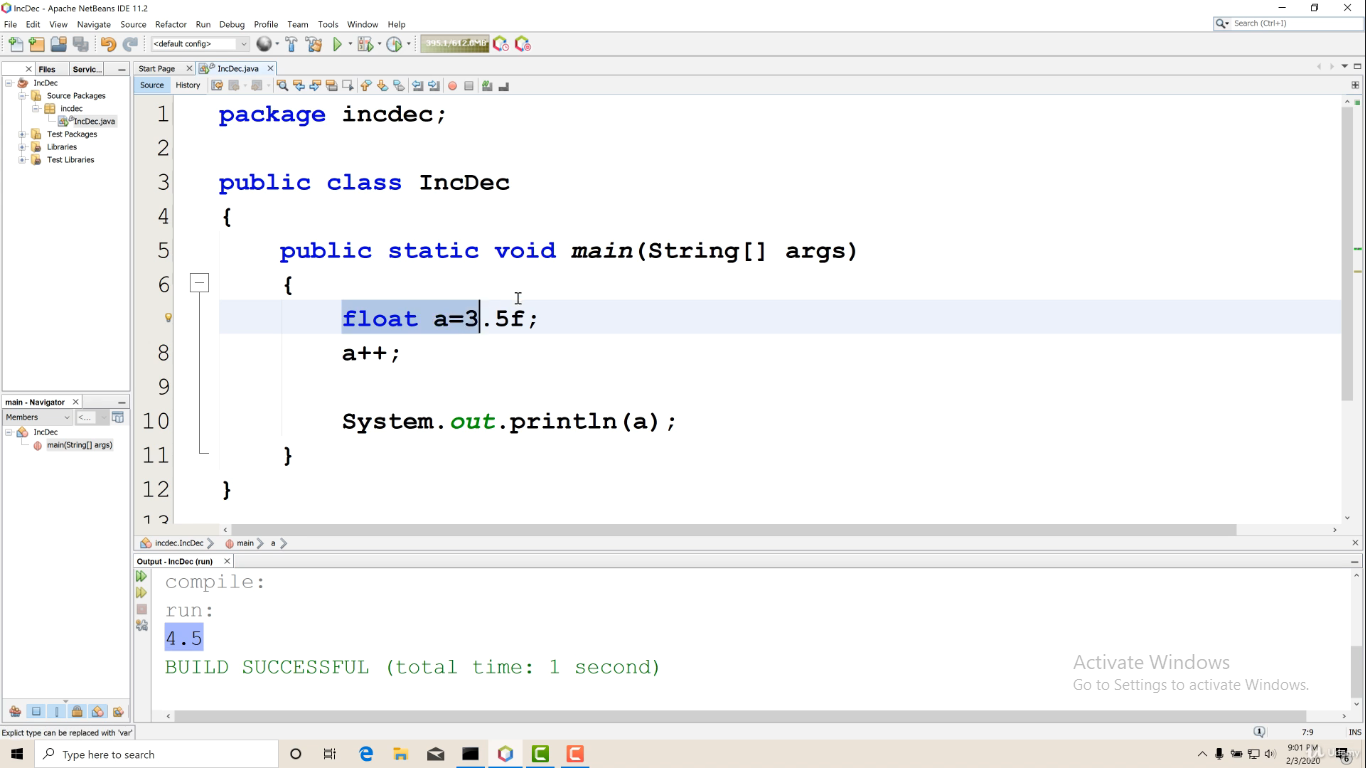 IncDec - Apache NetBeans IDE 11.2
File Edit View Navigate Source Refactor Run Debug Profile Team Tools Window Help
Search (Ctrl+I)
<default config>
395.1/612.0MB
Files Servic...
Start Page IncDec.java
IncDec
Source Packages
incdec
IncDec.java
Test Packages
Libraries
Test Libraries
Source History
1 package incdec;
2
3 public class IncDec
4 {
5 public static void main(String[] args)
6 {
float a=3.5f;
8 a++;
9
10 System.out.println(a);
11 }
12 }
13
main - Navigator
Members <...
IncDec
main(String[] args)
incdec.IncDec main a
Output - IncDec (run)
compile:
run:
4.5
BUILD SUCCESSFUL (total time: 1 second)
Activate Windows
Go to Settings to activate Windows.
Explict type can be replaced with 'var'
7:9 INS
Type here to search
9:01 PM
2/3/2020
6